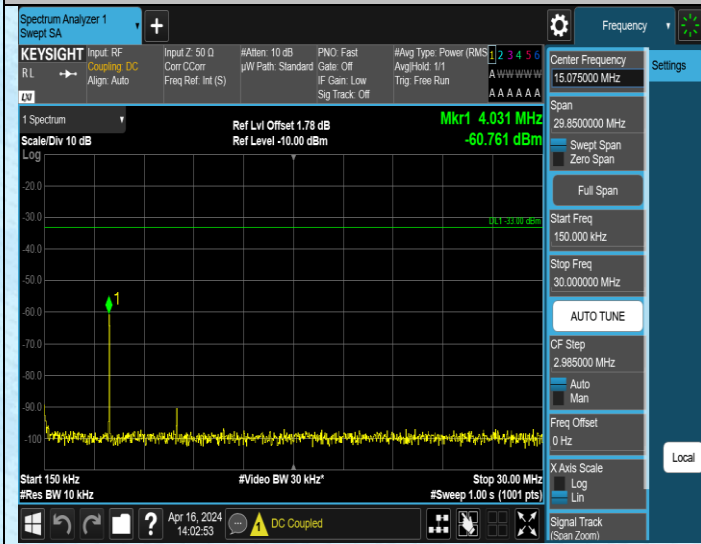 Spectrum Analyzer 1
Swept SA
+
Frequency
KEYSIGHT
RL
LXI
Input: RF
Coupling: DC
Align: Auto
Input Z: 50 Ω
Corr CCorr
Freq Ref: Int (S)
#Atten: 10 dB
µW Path: Standard
PNO: Fast
Gate: Off
IF Gain: Low
Sig Track: Off
#Avg Type: Power (RMS
Avg|Hold: 1/1
Trig: Free Run
1 2 3 4 5 6
A W W W W W
A A A A A A
1 Spectrum
Scale/Div 10 dB
Log
Ref Lvl Offset 1.78 dB
Ref Level -10.00 dBm
Mkr1 4.031 MHz
-60.761 dBm
-20.0
-30.0
DL1 -33.00 dBm
-40.0
-50.0
1
-60.0
-70.0
-80.0
-90.0
-100
Start 150 kHz
#Res BW 10 kHz
#Video BW 30 kHz*
Stop 30.00 MHz
#Sweep 1.00 s (1001 pts)
?
Apr 16, 2024
14:02:53
1
DC Coupled
Center Frequency
15.075000 MHz
Span
29.8500000 MHz
Swept Span
Zero Span
Full Span
Start Freq
150.000 kHz
Stop Freq
30.000000 MHz
AUTO TUNE
CF Step
2.985000 MHz
Auto
Man
Freq Offset
0 Hz
X Axis Scale
Log
Lin
Signal Track
(Span Zoom)
Settings
Local